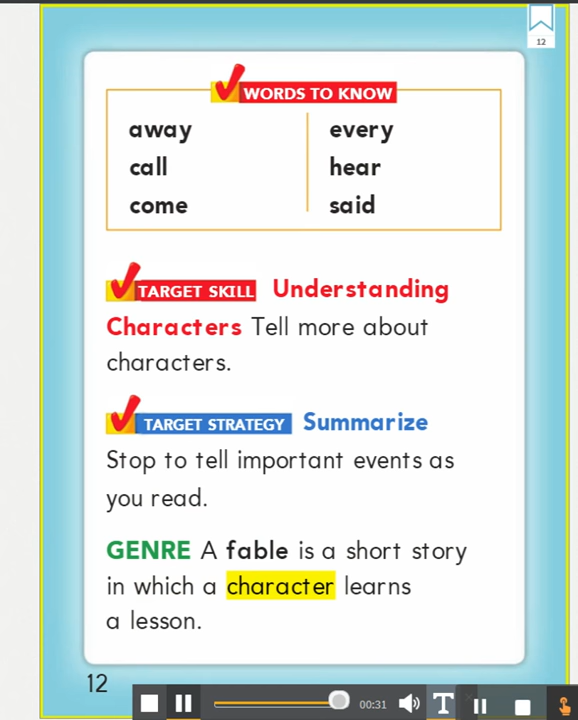 12
WORDS TO KNOW
away every
call hear
come said
TARGET SKILL Understanding
Characters Tell more about
characters.
TARGET STRATEGY Summarize
Stop to tell important events as
you read.
GENRE A fable is a short story
in which a character learns
a lesson.
12
00:31 T